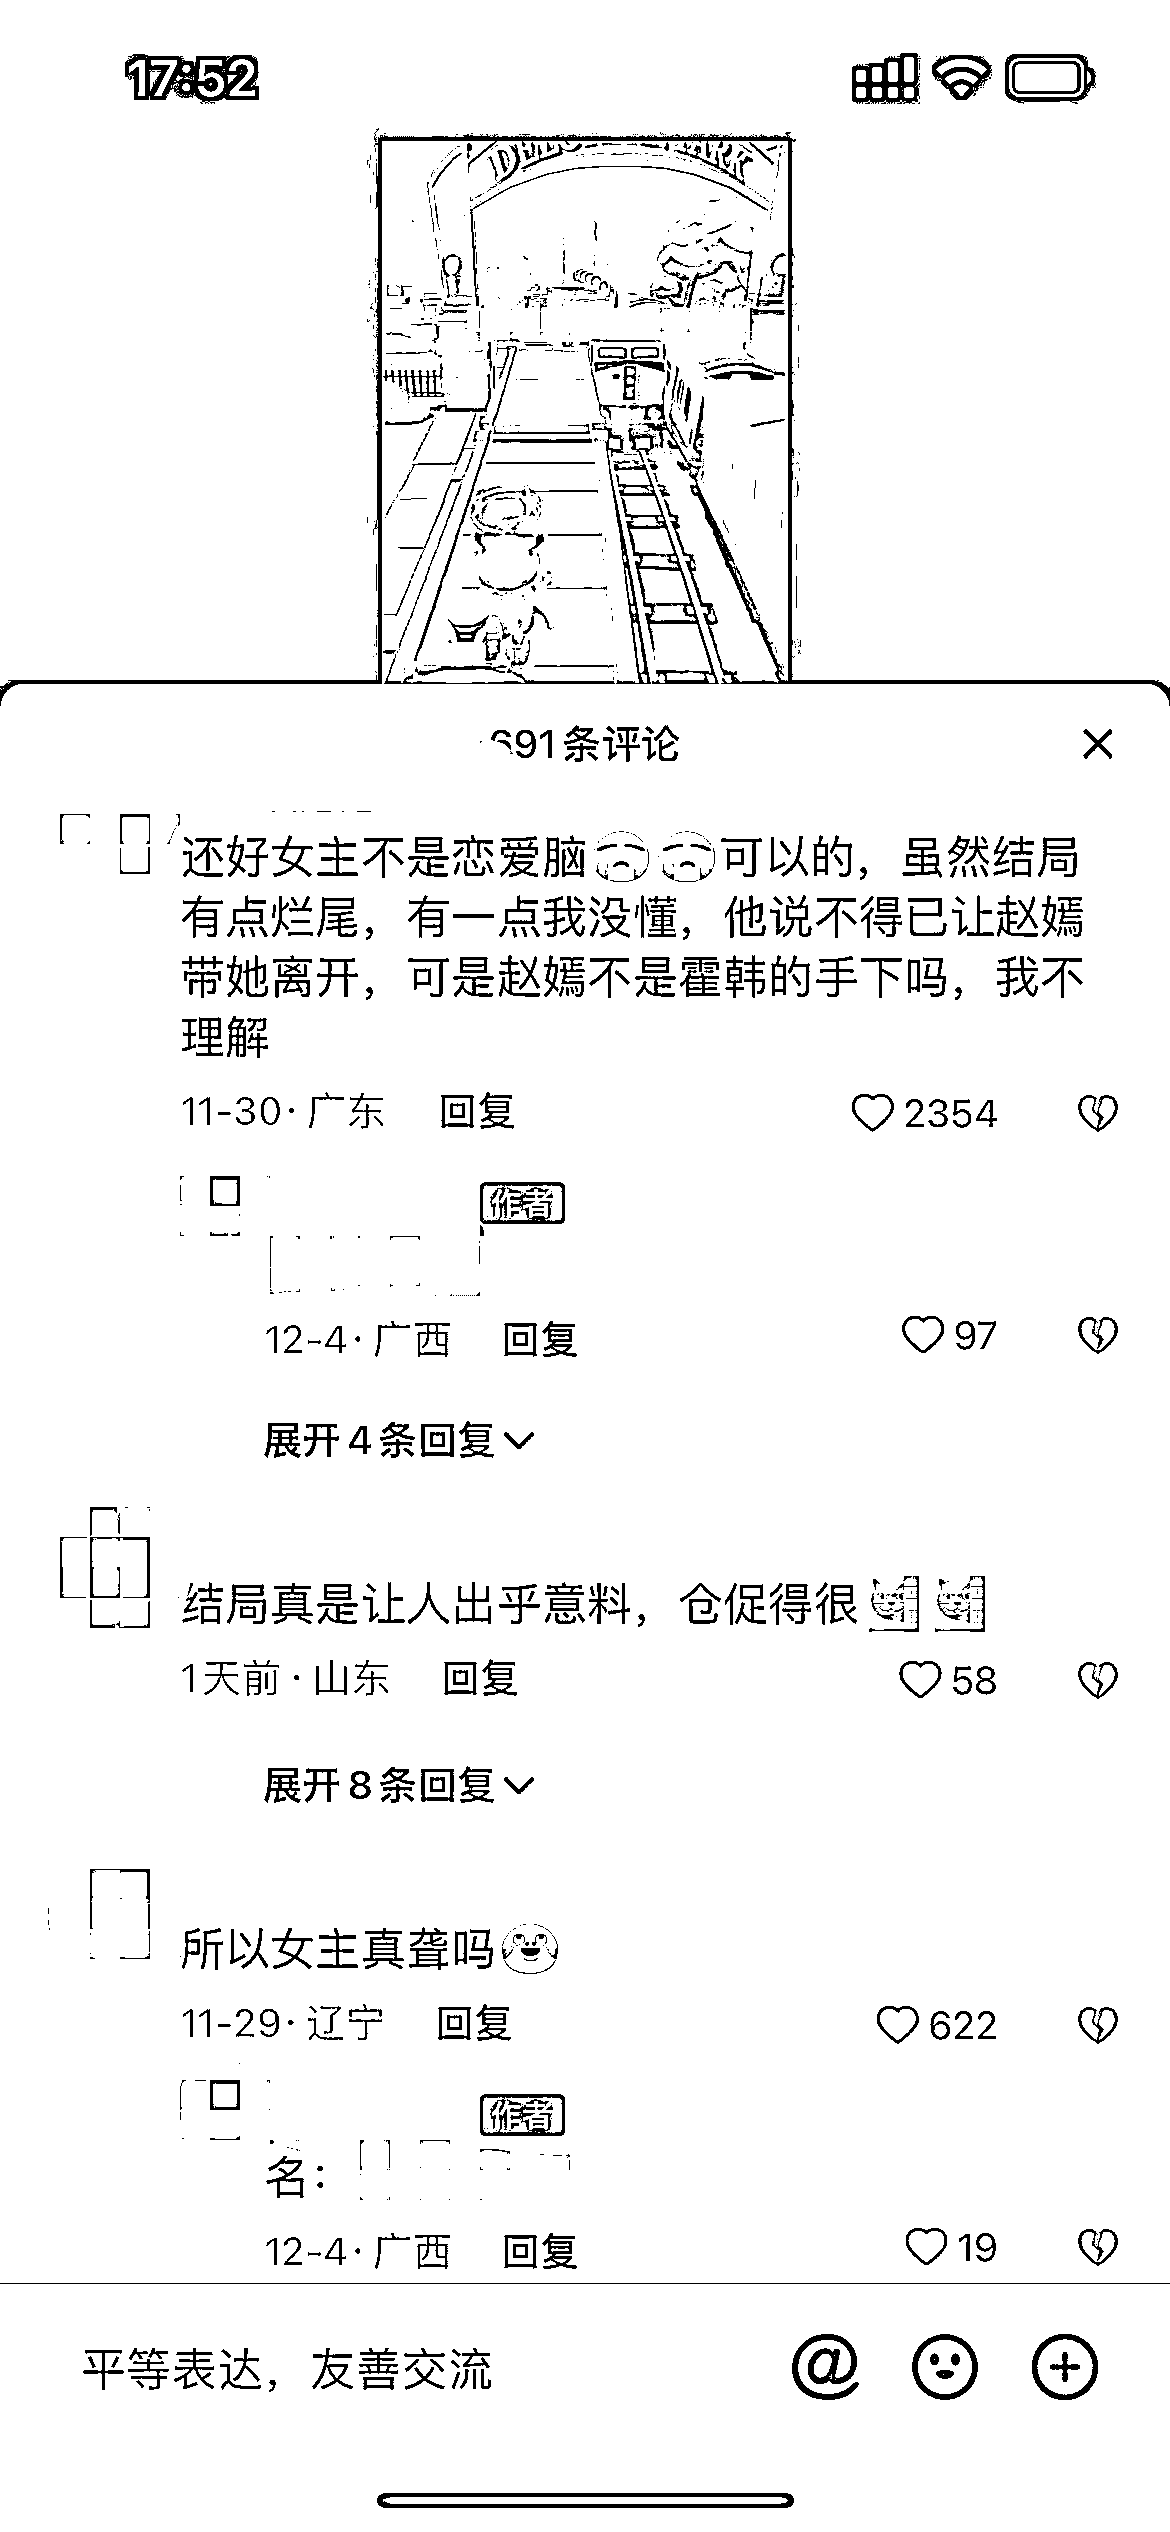 17:52
691条评论
还好女主不是恋爱脑可以的，虽然结局
有点烂尾，有一点我没懂，他说不得已让赵嫣
带她离开，可是赵嫣不是霍韩的手下吗，我不
理解
11-30·广东 回复 2354
作者
12-4·广西 回复 97
展开4条回复
结局真是让人出乎意料，仓促得很
1天前·山东 回复 58
展开8条回复
所以女主真聋吗
11-29·辽宁 回复 622
作者
名：
12-4·广西 回复 19
平等表达，友善交流